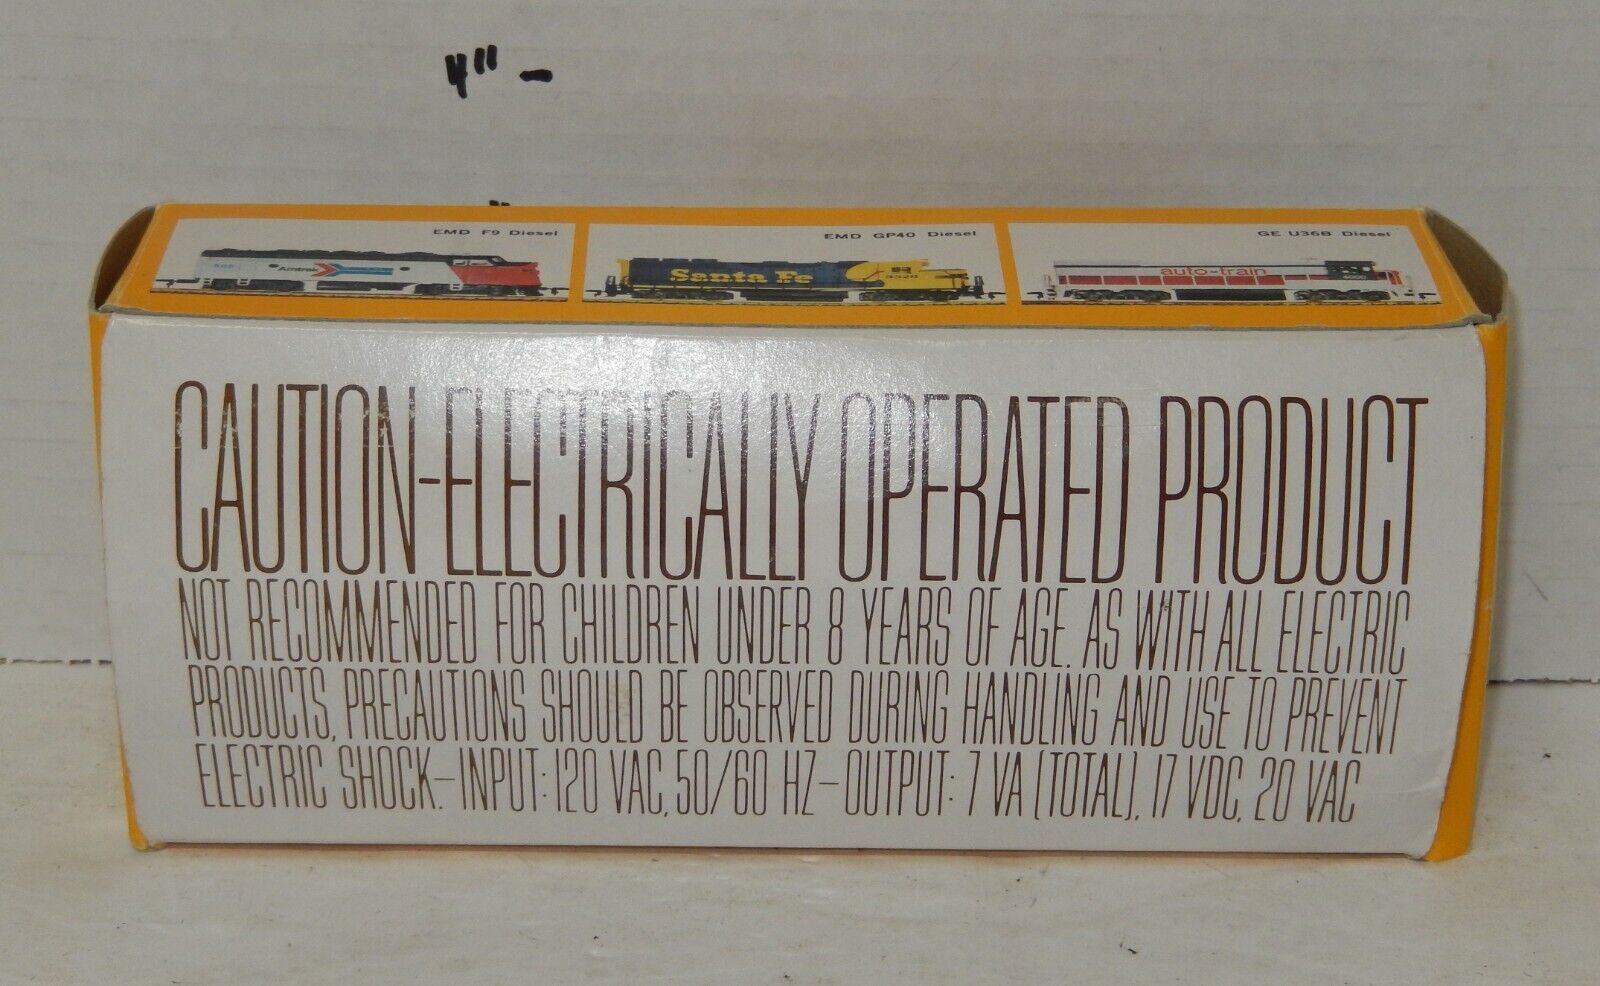 4" -
EMD F9 Diesel
Amtrak
EMD GP40 Diesel
Santa Fe
GE U36B Diesel
auto-train
4000
CAUTION-ELECTRICALLY OPERATED PRODUCT
NOT RECOMMENDED FOR CHILDREN UNDER 8 YEARS OF AGE. AS WITH ALL ELECTRIC
PRODUCTS, PRECAUTIONS SHOULD BE OBSERVED DURING HANDLING AND USE TO PREVENT
ELECTRIC SHOCK.-INPUT: 120 VAC, 50/60 HZ-OUTPUT: 7 VA (TOTAL), 17 VDC, 20 VAC